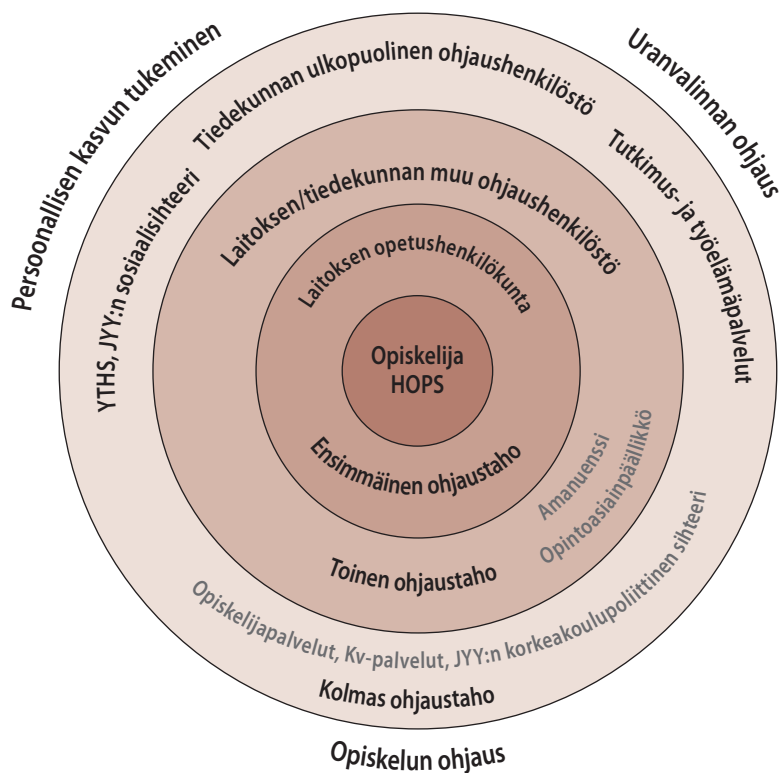 Persoonallisen kasvun tukeminen
Uranvalinnan ohjaus
Tiedekunnan ulkopuolinen ohjaushenkilöstö
YTHS, JYY:n sosiaalisihteeri
Tutkimus- ja työelämäpalvelut
Laitoksen/tiedekunnan muu ohjaushenkilöstö
Laitoksen opetushenkilökunta
Opiskelija
HOPS
Ensimmäinen ohjaustaho
Amanuenssi
Opintoasiainpäällikkö
Toinen ohjaustaho
Opiskelijapalvelut, Kv-palvelut, JYY:n korkeakoulupoliittinen sihteeri
Kolmas ohjaustaho
Opiskelun ohjaus